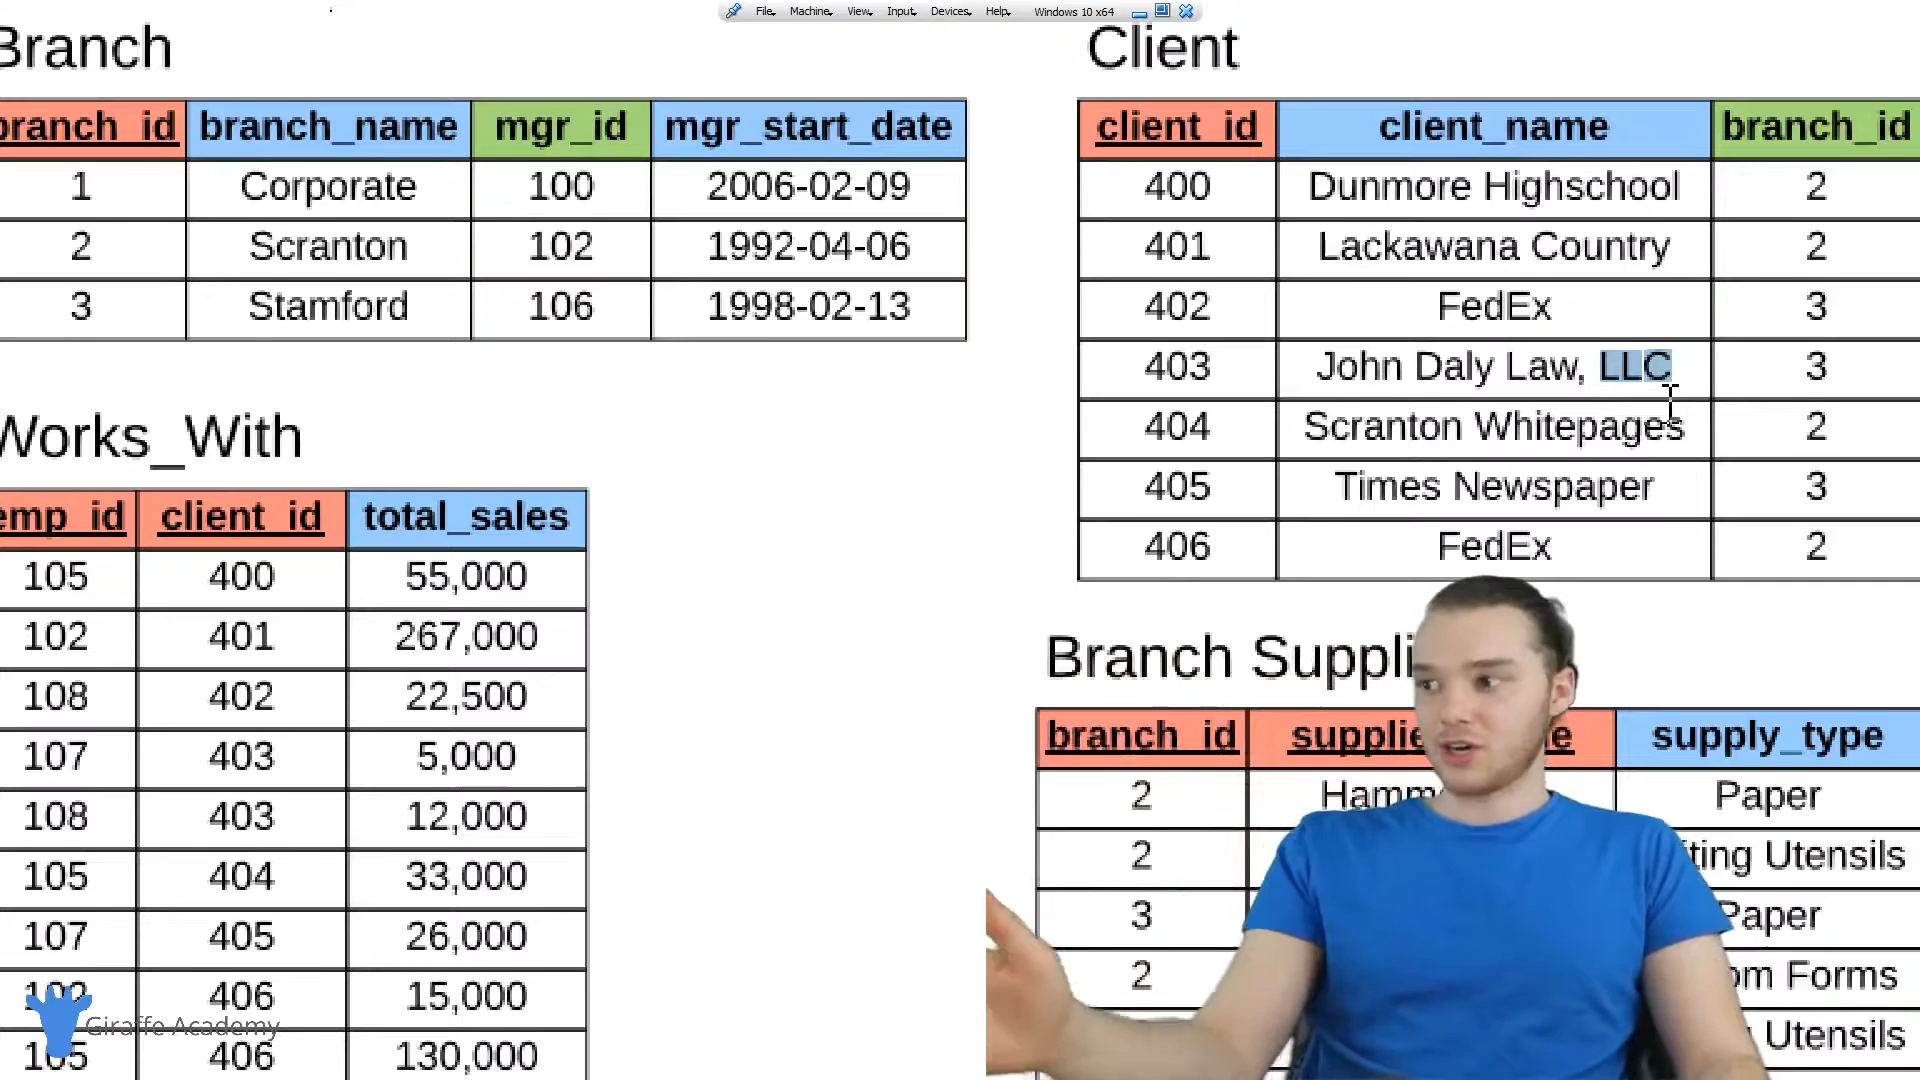 File Machine View Input Devices Help Windows 10 x64
Branch
branch_id branch_name mgr_id mgr_start_date
1 Corporate 100 2006-02-09
2 Scranton 102 1992-04-06
3 Stamford 106 1998-02-13
Client
client_id client_name branch_id
400 Dunmore Highschool 2
401 Lackawana Country 2
402 FedEx 3
403 John Daly Law, LLC 3
404 Scranton Whitepages 2
405 Times Newspaper 3
406 FedEx 2
Works_With
emp_id client_id total_sales
105 400 55,000
102 401 267,000
108 402 22,500
107 403 5,000
108 403 12,000
105 404 33,000
107 405 26,000
102 406 15,000
105 406 130,000
Giraffe Academy
Branch
branch_id supply_type
2 Paper
2 Utensils
3 Paper
2 Forms
Utensils